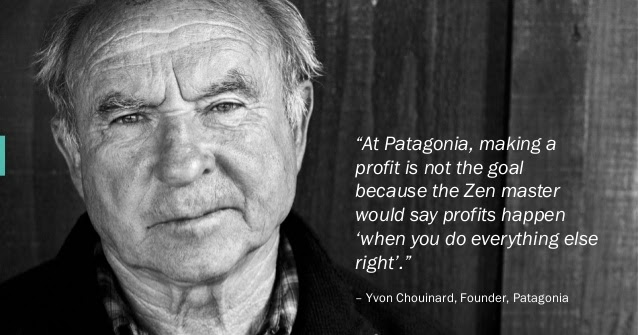 “At Patagonia, making a
profit is not the goal
because the Zen master
would say profits happen
‘when you do everything else
right’.”
– Yvon Chouinard, Founder, Patagonia